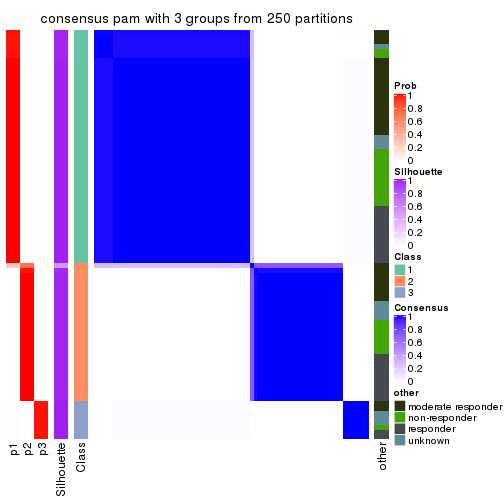 consensus pam with 3 groups from 250 partitions
Prob
1
0.8
0.6
0.4
0.2
0
Silhouette
1
0.8
0.6
0.4
0.2
0
Class
1
2
3
Consensus
1
0.8
0.6
0.4
0.2
0
other
moderate responder
non-responder
responder
unknown
p1
p2
p3
Silhouette
Class
other